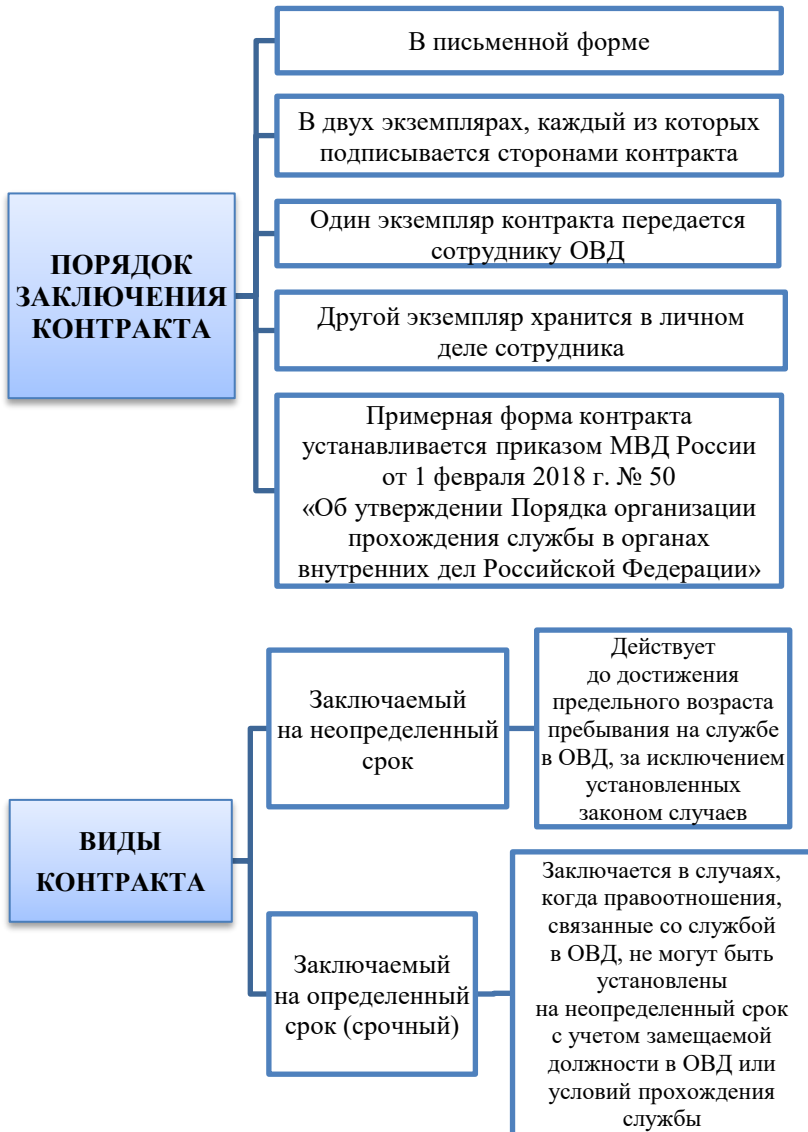 ПОРЯДОК
ЗАКЛЮЧЕНИЯ
КОНТРАКТА
В письменной форме
В двух экземплярах, каждый из которых
подписывается сторонами контракта
Один экземпляр контракта передается
сотруднику ОВД
Другой экземпляр хранится в личном
деле сотрудника
Примерная форма контракта
устанавливается приказом МВД России
от 1 февраля 2018 г. № 50
«Об утверждении Порядка организации
прохождения службы в органах
внутренних дел Российской Федерации»
ВИДЫ
КОНТРАКТА
Заключаемый
на неопределенный
срок
Действует
до достижения
предельного возраста
пребывания на службе
в ОВД, за исключением
установленных
законом случаев
Заключаемый
на определенный
срок (срочный)
Заключается в случаях,
когда правоотношения,
связанные со службой
в ОВД, не могут быть
установлены
на неопределенный срок
с учетом замещаемой
должности в ОВД или
условий прохождения
службы